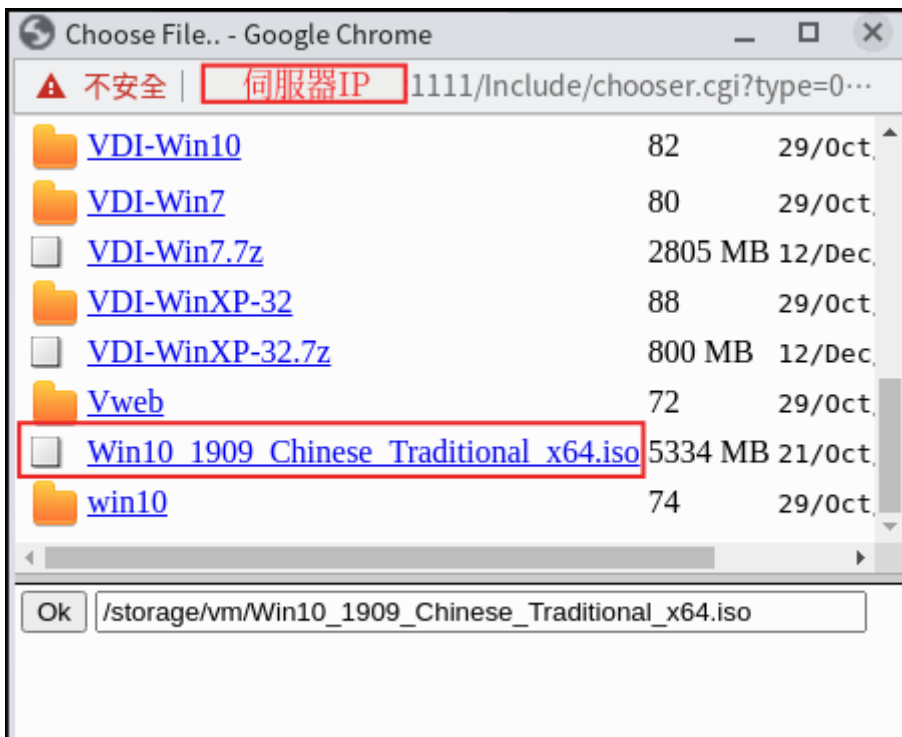 Choose File.. - Google Chrome
不安全 | 伺服器IP 1111/Include/chooser.cgi?type=0…
VDI-Win10 82 29/Oct
VDI-Win7 80 29/Oct
VDI-Win7.7z 2805 MB 12/Dec
VDI-WinXP-32 88 29/Oct
VDI-WinXP-32.7z 800 MB 12/Dec
Vweb 72 29/Oct
Win10_1909_Chinese_Traditional_x64.iso 5334 MB 21/Oct
win10 74 29/Oct
Ok /storage/vm/Win10_1909_Chinese_Traditional_x64.iso